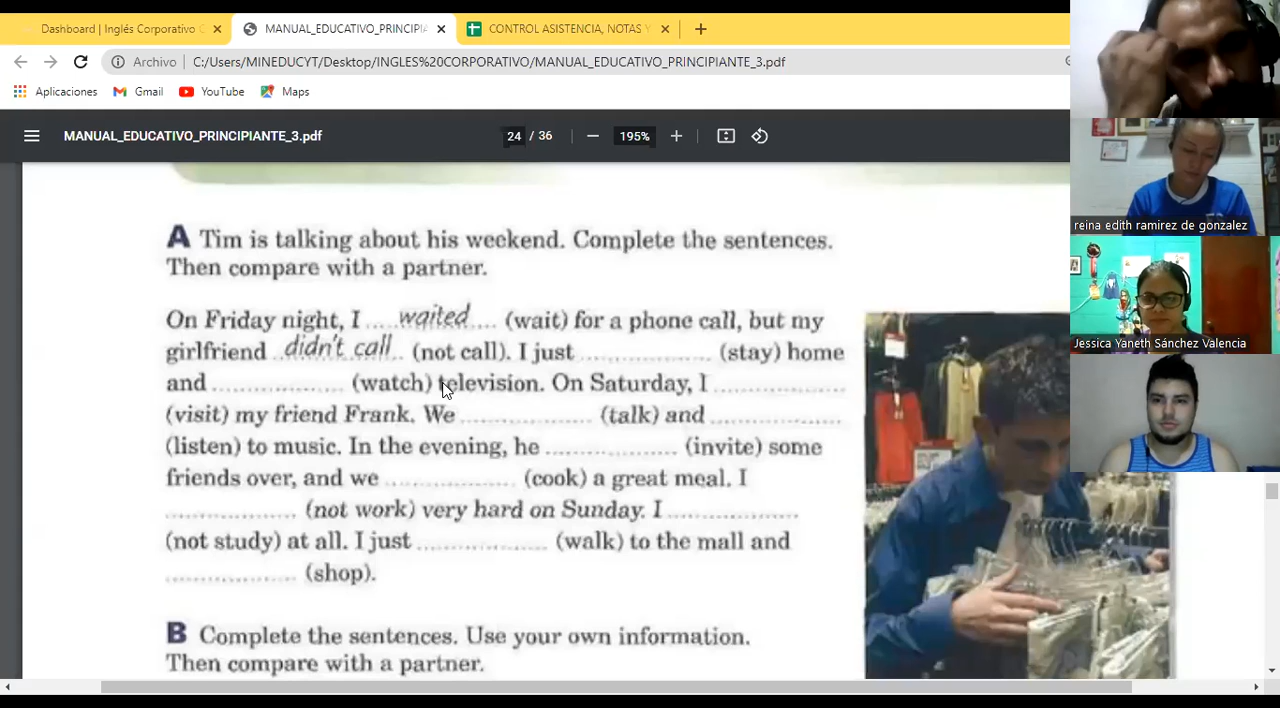 Dashboard | Inglés Corporativo
MANUAL_EDUCATIVO_PRINCIPIA
CONTROL ASISTENCIA, NOTAS Y
Archivo
C:/Users/MINEDUCYT/Desktop/INGLES%20CORPORATIVO/MANUAL_EDUCATIVO_PRINCIPIANTE_3.pdf
Aplicaciones
Gmail
YouTube
Maps
MANUAL_EDUCATIVO_PRINCIPIANTE_3.pdf
24 / 36
195%
A Tim is talking about his weekend. Complete the sentences.
Then compare with a partner.
On Friday night, I ....waited.... (wait) for a phone call, but my
girlfriend ..didn't call.. (not call). I just .................. (stay) home
and .................. (watch) television. On Saturday, I ..................
(visit) my friend Frank. We .................. (talk) and ..................
(listen) to music. In the evening, he .................. (invite) some
friends over, and we .................. (cook) a great meal. I
.................. (not work) very hard on Sunday. I ..................
(not study) at all. I just .................. (walk) to the mall and
.................. (shop).
B Complete the sentences. Use your own information.
Then compare with a partner.
reina edith ramirez de gonzalez
Jessica Yaneth Sánchez Valencia